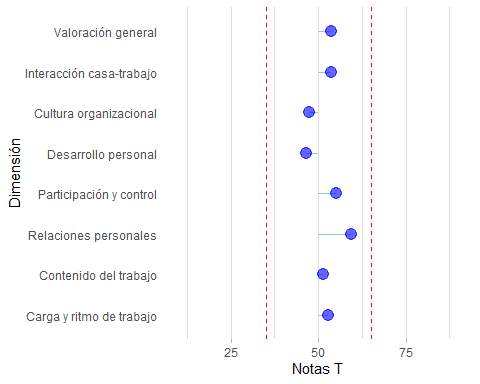 Valoración general
Interacción casa-trabajo
Cultura organizacional
Desarrollo personal
Participación y control
Relaciones personales
Contenido del trabajo
Carga y ritmo de trabajo
Dimensión
25 50 75
Notas T